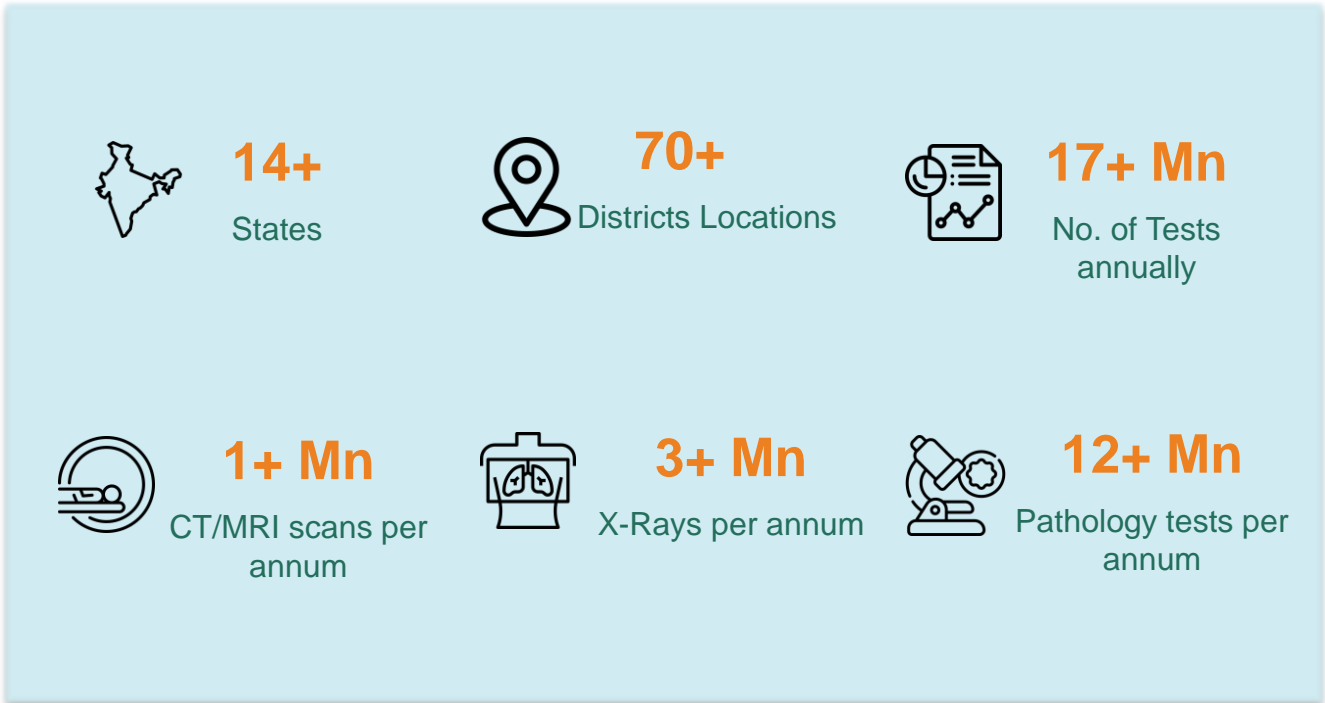 14+
States
70+
Districts Locations
17+ Mn
No. of Tests
annually
1+ Mn
CT/MRI scans per
annum
3+ Mn
X-Rays per annum
12+ Mn
Pathology tests per
annum